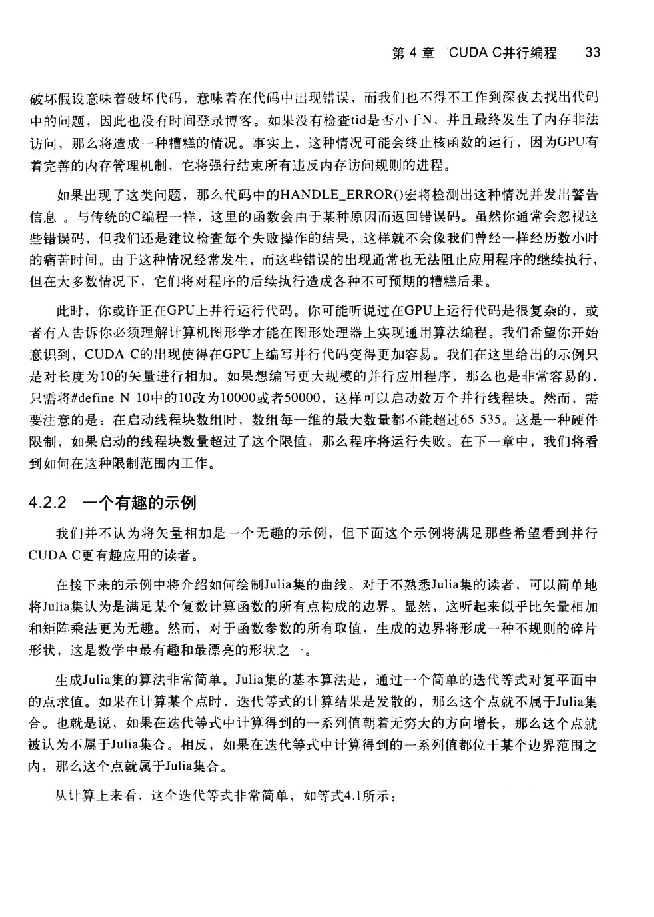 第 4 章 CUDA C并行编程 33
破坏假设意味着破坏代码，意味着在代码中出现错误，而我们也不得不工作到深夜去找出代码
中的问题，因此也没有时间登录博客。如果没有检查tid是否小于N、并且最终发生了内存非法
访问、那么将造成一种糟糕的情况。事实上，这种情况可能会终止核函数的运行，因为GPU有
着完善的内存管理机制，它将强行结束所有违反内存访问规则的进程。
如果出现了这类问题，那么代码中的HANDLE_ERROR()宏将检测出这种情况并发出警告
信息 。与传统的C编程一样，这里的函数会由于某种原因而返回错误码。虽然你通常会忽视这
些错误码，但我们还是建议检查每个失败操作的结果，这样就不会像我们曾经一样经历数小时
的痛苦时间。由于这种情况经常发生，而这些错误的出现通常也无法阻止应用程序的继续执行，
但在大多数情况下，它们将对程序的后续执行造成各种不可预期的糟糕后果。
此时，你或许正在GPU上并行运行代码。你可能听说过在GPU上运行代码是很复杂的，或
者有人告诉你必须理解计算机图形学才能在图形处理器上实现通用算法编程。我们希望你开始
意识到，CUDA C的出现使得在GPU上编写并行代码变得更加容易。我们在这里给出的示例只
是对长度为10的矢量进行相加。如果想编写更大规模的并行应用程序，那么也是非常容易的，
只需将#define N 10中的10改为10000或者50000，这样可以启动数万个并行线程块。然而，需
要注意的是：在启动线程块数组时，数组每一维的最大数量都不能超过65 535。这是一种硬件
限制，如果启动的线程块数量超过了这个限值，那么程序将运行失败。在下一章中，我们将看
到如何在这种限制范围内工作。
4.2.2 一个有趣的示例
我们并不认为将矢量相加是一个无趣的示例，但下面这个示例将满足那些希望看到并行
CUDA C更有趣应用的读者。
在接下来的示例中将介绍如何绘制Julia集的曲线。对于不熟悉Julia集的读者，可以简单地
将Julia集认为是满足某个复数计算函数的所有点构成的边界。显然，这听起来似乎比矢量相加
和矩阵乘法更为无趣。然而，对于函数参数的所有取值，生成的边界将形成一种不规则的碎片
形状，这是数学中最有趣和最漂亮的形状之一。
生成Julia集的算法非常简单。Julia集的基本算法是，通过一个简单的迭代等式对复平面中
的点求值。如果在计算某个点时，迭代等式的计算结果是发散的，那么这个点就不属于Julia集
合。也就是说，如果在迭代等式中计算得到的一系列值朝着无穷大的方向增长，那么这个点就
被认为不属于Julia集合。相反，如果在迭代等式中计算得到的一系列值都位于某个边界范围之
内，那么这个点就属于Julia集合。
从计算上来看，这个迭代等式非常简单，如等式4.1所示：